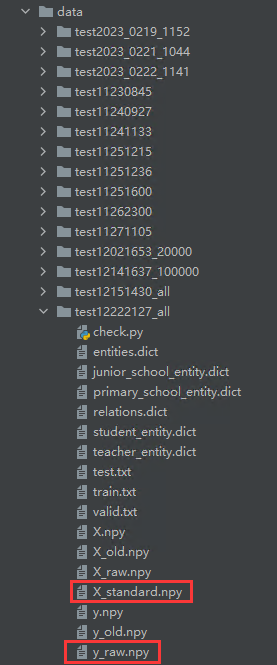 data
test2023_0219_1152
test2023_0221_1044
test2023_0222_1141
test11230845
test11240927
test11241133
test11251215
test11251236
test11251600
test11262300
test11271105
test12021653_20000
test12141637_100000
test12151430_all
test12222127_all
check.py
entities.dict
junior_school_entity.dict
primary_school_entity.dict
relations.dict
student_entity.dict
teacher_entity.dict
test.txt
train.txt
valid.txt
X.npy
X_old.npy
X_raw.npy
X_standard.npy
y.npy
y_old.npy
y_raw.npy